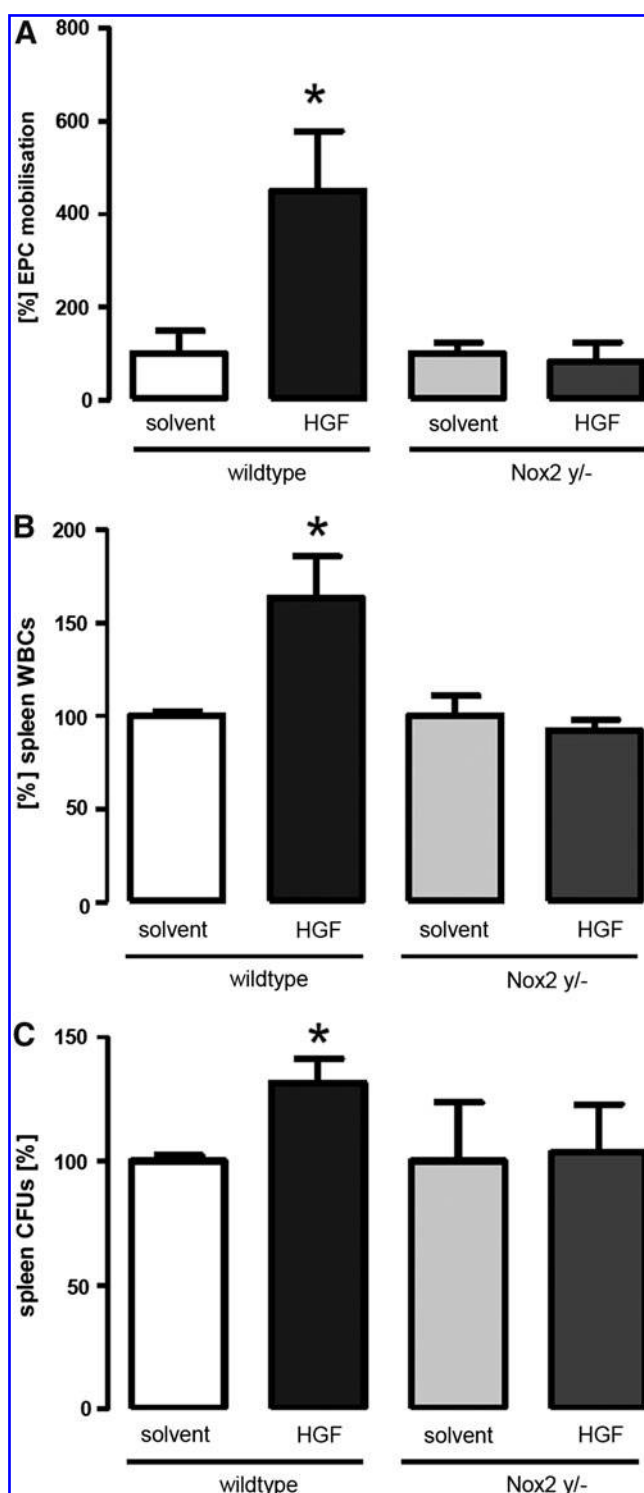 A
[%] EPC mobilisation
800
600
400
200
0
*
solvent HGF solvent HGF
wildtype Nox2 y/-
B
[%] spleen WBCs
200
150
100
50
0
*
solvent HGF solvent HGF
wildtype Nox2 y/-
C
spleen CFUs [%]
150
100
50
0
*
solvent HGF solvent HGF
wildtype Nox2 y/-